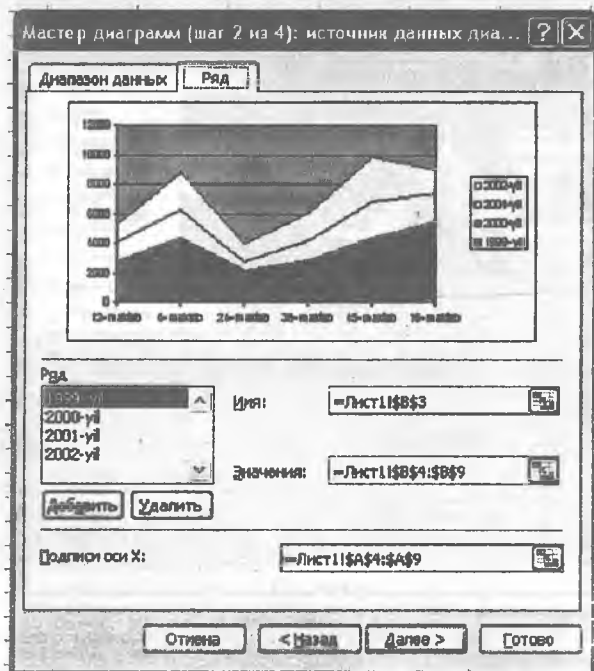 Мастер диаграмм (шаг 2 из 4): источник данных диа...
Диапазон данных Ряд
12000
10000
8000
6000
4000
2000
0
2002-yil
2001-yil
2000-yil
1999-yil
6-maktab
Ряд
1999-yil
2000-yil
2001-yil
2002-yil
Имя: =Лист1!$B$3
Значения: =Лист1!$B$4:$B$9
Добавить Удалить
Подписи оси X: =Лист1!$A$4:$A$9
Отмена < Назад Далее > Готово